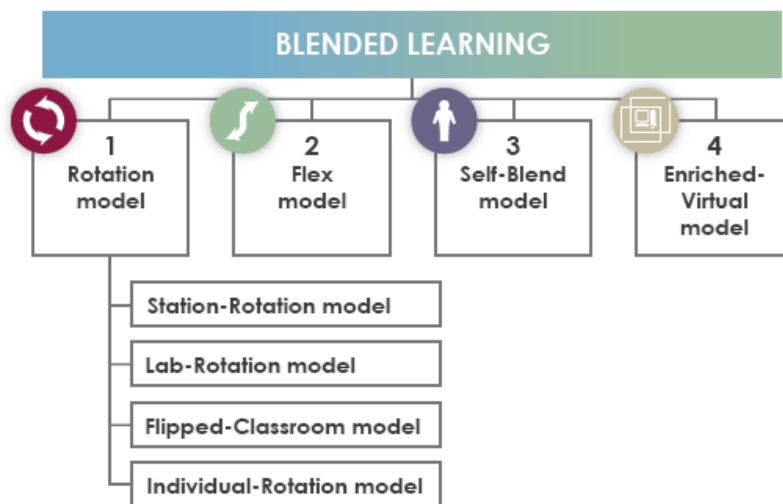 BLENDED LEARNING
1
Rotation
model
2
Flex
model
3
Self-Blend
model
4
Enriched-
Virtual
model
Station-Rotation model
Lab-Rotation model
Flipped-Classroom model
Individual-Rotation model